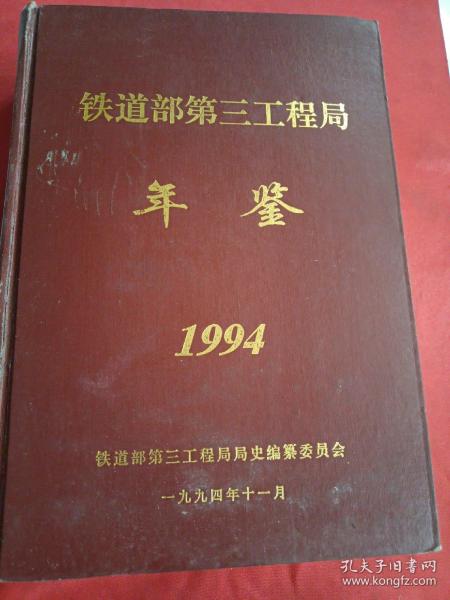 铁道部第三工程局
年鉴
1994
铁道部第三工程局局史编纂委员会
一九九四年十一月
孔夫子旧书网
www.kongfz.com